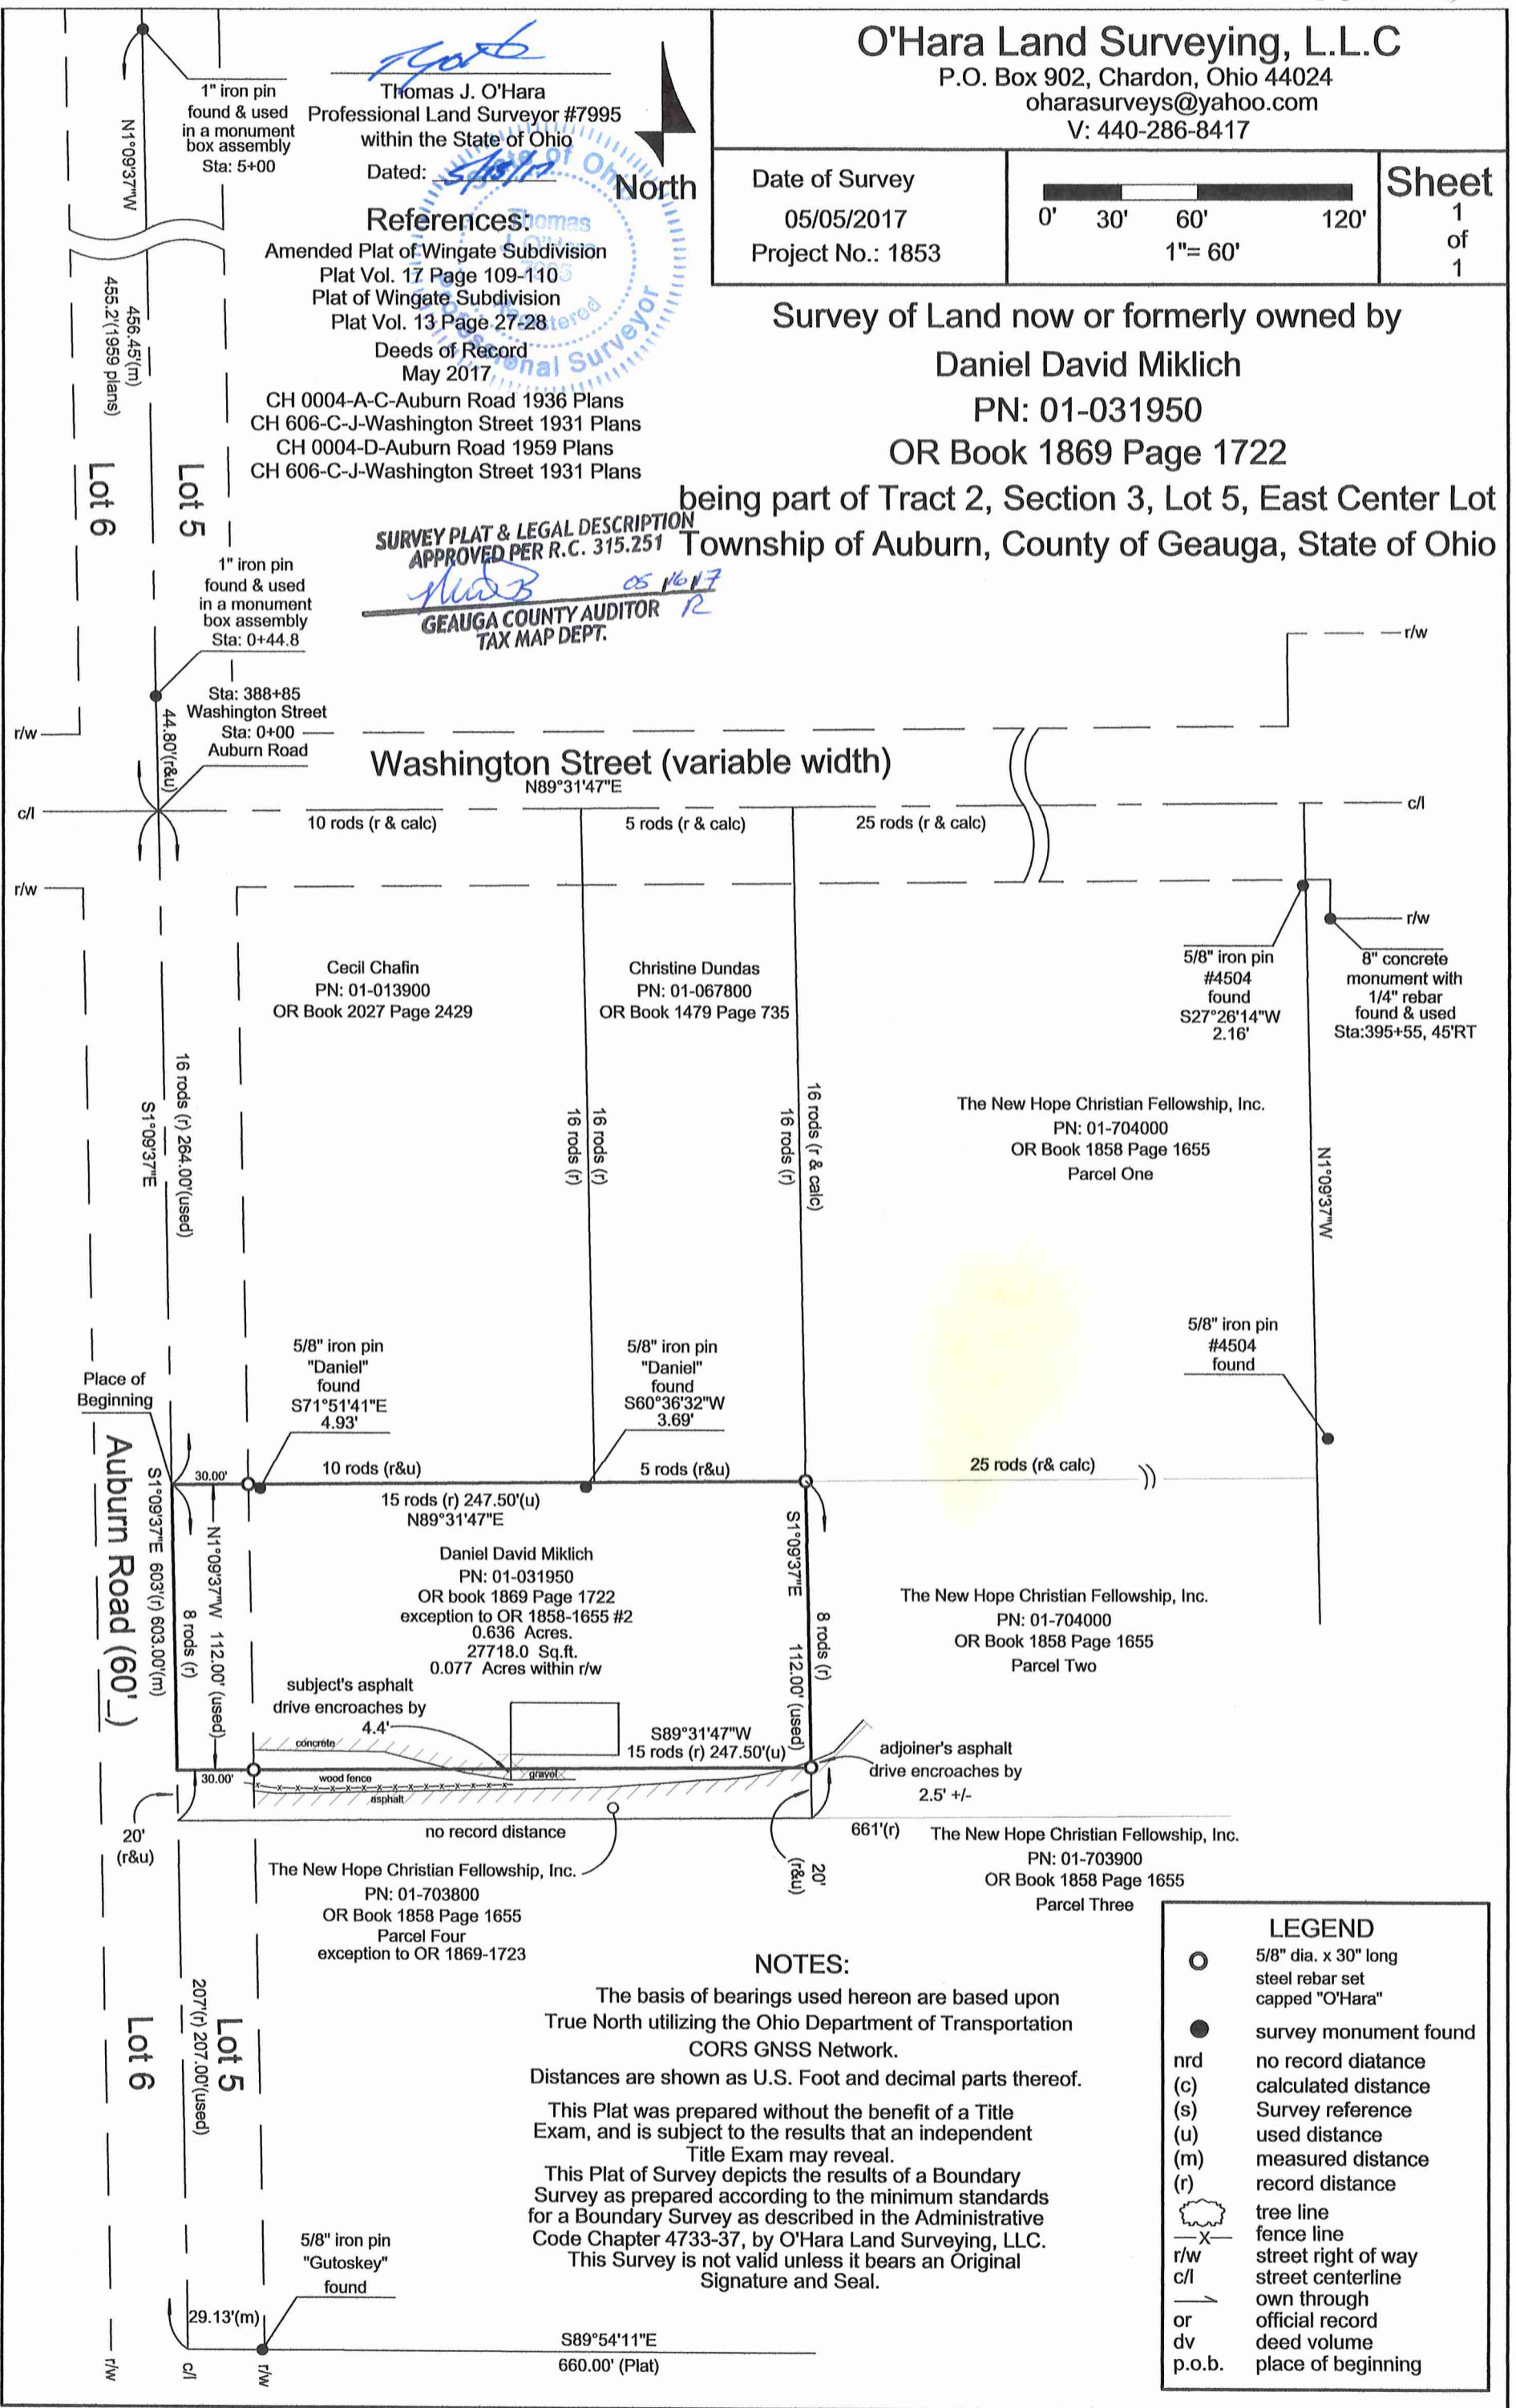 O'Hara Land Surveying, L.L.C
P.O. Box 902, Chardon, Ohio 44024
oharasurveys@yahoo.com
V: 440-286-8417
Date of Survey
05/05/2017
Project No.: 1853
0' 30' 60' 120'
1"= 60'
Sheet
1
of
1
Thomas J. O'Hara
Professional Land Surveyor #7995
within the State of Ohio
Dated:
North
State of Ohio
Thomas
J. O'Hara
7995
Registered
Professional Surveyor
References:
Amended Plat of Wingate Subdivision
Plat Vol. 17 Page 109-110
Plat of Wingate Subdivision
Plat Vol. 13 Page 27-28
Deeds of Record
May 2017
CH 0004-A-C-Auburn Road 1936 Plans
CH 606-C-J-Washington Street 1931 Plans
CH 0004-D-Auburn Road 1959 Plans
CH 606-C-J-Washington Street 1931 Plans
Survey of Land now or formerly owned by
Daniel David Miklich
PN: 01-031950
OR Book 1869 Page 1722
being part of Tract 2, Section 3, Lot 5, East Center Lot
Township of Auburn, County of Geauga, State of Ohio
SURVEY PLAT & LEGAL DESCRIPTION
APPROVED PER R.C. 315.251
GEAUGA COUNTY AUDITOR
TAX MAP DEPT.
1" iron pin
found & used
in a monument
box assembly
Sta: 5+00
N1°09'37"W
456.45'(m)
455.2'(1959 plans)
Lot 6
Lot 5
1" iron pin
found & used
in a monument
box assembly
Sta: 0+44.8
Sta: 388+85
Washington Street
Sta: 0+00
Auburn Road
44.80'(r&u)
r/w
r/w
Washington Street (variable width)
N89°31'47"E
c/l
c/l
10 rods (r & calc)
5 rods (r & calc)
25 rods (r & calc)
r/w
r/w
Cecil Chafin
PN: 01-013900
OR Book 2027 Page 2429
Christine Dundas
PN: 01-067800
OR Book 1479 Page 735
5/8" iron pin
#4504
found
S27°26'14"W
2.16'
8" concrete
monument with
1/4" rebar
found & used
Sta:395+55, 45'RT
16 rods (r) 264.00'(used)
S1°09'37"E
16 rods (r)
16 rods (r)
16 rods (r)
16 rods (r & calc)
The New Hope Christian Fellowship, Inc.
PN: 01-704000
OR Book 1858 Page 1655
Parcel One
N1°09'37"W
5/8" iron pin
"Daniel"
found
S71°51'41"E
4.93'
5/8" iron pin
"Daniel"
found
S60°36'32"W
3.69'
5/8" iron pin
#4504
found
Place of
Beginning
Auburn Road (60'_)
S1°09'37"E 603'(r) 603.00'(m)
30.00'
10 rods (r&u)
5 rods (r&u)
25 rods (r& calc)
15 rods (r) 247.50'(u)
N89°31'47"E
8 rods (r)
N1°09'37"W 112.00' (used)
Daniel David Miklich
PN: 01-031950
OR book 1869 Page 1722
exception to OR 1858-1655 #2
0.636 Acres.
27718.0 Sq.ft.
0.077 Acres within r/w
S1°09'37"E
8 rods (r)
112.00' (used)
The New Hope Christian Fellowship, Inc.
PN: 01-704000
OR Book 1858 Page 1655
Parcel Two
subject's asphalt
drive encroaches by
4.4'
S89°31'47"W
15 rods (r) 247.50'(u)
adjoiner's asphalt
drive encroaches by
2.5' +/-
concrete
30.00'
wood fence
gravel
asphalt
20'
(r&u)
no record distance
20'
(r&u)
661'(r)
The New Hope Christian Fellowship, Inc.
PN: 01-703900
OR Book 1858 Page 1655
Parcel Three
The New Hope Christian Fellowship, Inc.
PN: 01-703800
OR Book 1858 Page 1655
Parcel Four
exception to OR 1869-1723
Lot 6
Lot 5
207'(r) 207.00'(used)
5/8" iron pin
"Gutoskey"
found
29.13'(m)
S89°54'11"E
660.00' (Plat)
r/w
c/l
r/w
NOTES:
The basis of bearings used hereon are based upon
True North utilizing the Ohio Department of Transportation
CORS GNSS Network.
Distances are shown as U.S. Foot and decimal parts thereof.
This Plat was prepared without the benefit of a Title
Exam, and is subject to the results that an independent
Title Exam may reveal.
This Plat of Survey depicts the results of a Boundary
Survey as prepared according to the minimum standards
for a Boundary Survey as described in the Administrative
Code Chapter 4733-37, by O'Hara Land Surveying, LLC.
This Survey is not valid unless it bears an Original
Signature and Seal.
LEGEND
5/8" dia. x 30" long
steel rebar set
capped "O'Hara"
survey monument found
nrd no record diatance
(c) calculated distance
(s) Survey reference
(u) used distance
(m) measured distance
(r) record distance
tree line
—X— fence line
r/w street right of way
c/l street centerline
own through
or official record
dv deed volume
p.o.b. place of beginning